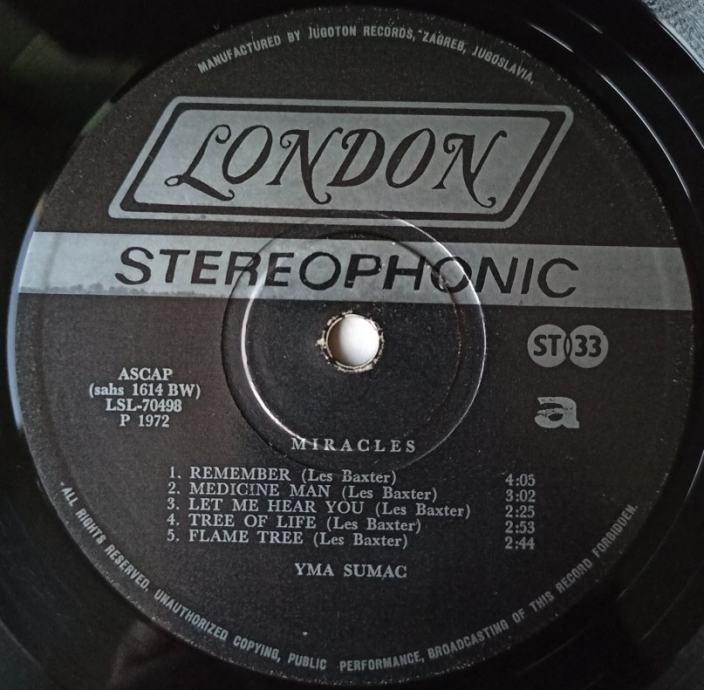 MANUFACTURED BY JUGOTON RECORDS, ZAGREB, JUGOSLAVIA.
LONDON
STEREOPHONIC
ST 33
a
ASCAP
(sahs 1614 BW)
LSL-70498
P 1972
MIRACLES
1. REMEMBER (Les Baxter) 4:05
2. MEDICINE MAN (Les Baxter) 3:02
3. LET ME HEAR YOU (Les Baxter) 2:25
4. TREE OF LIFE (Les Baxter) 2:53
5. FLAME TREE (Les Baxter) 2:44
YMA SUMAC
ALL RIGHTS RESERVED. UNAUTHORIZED COPYING, PUBLIC PERFORMANCE, BROADCASTING OF THIS RECORD FORBIDDEN.